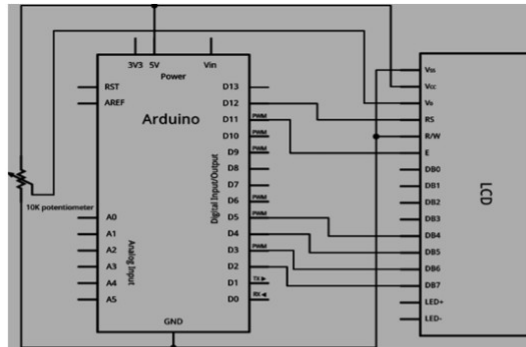 3V3 5V Vin
Power
RST
AREF
Arduino
D13
D12
D11 PWM
D10 PWM
D9 PWM
D8
D7
D6 PWM
D5 PWM
D4
D3 PWM
D2
D1 TX▶
D0 RX◀
Digital Input/Output
10K potentiometer
A0
A1
A2
A3
A4
A5
Analog Input
GND
Vss
Vcc
Vo
RS
R/W
E
DB0
DB1
DB2
DB3
DB4
DB5
DB6
DB7
LED+
LED-
LCD